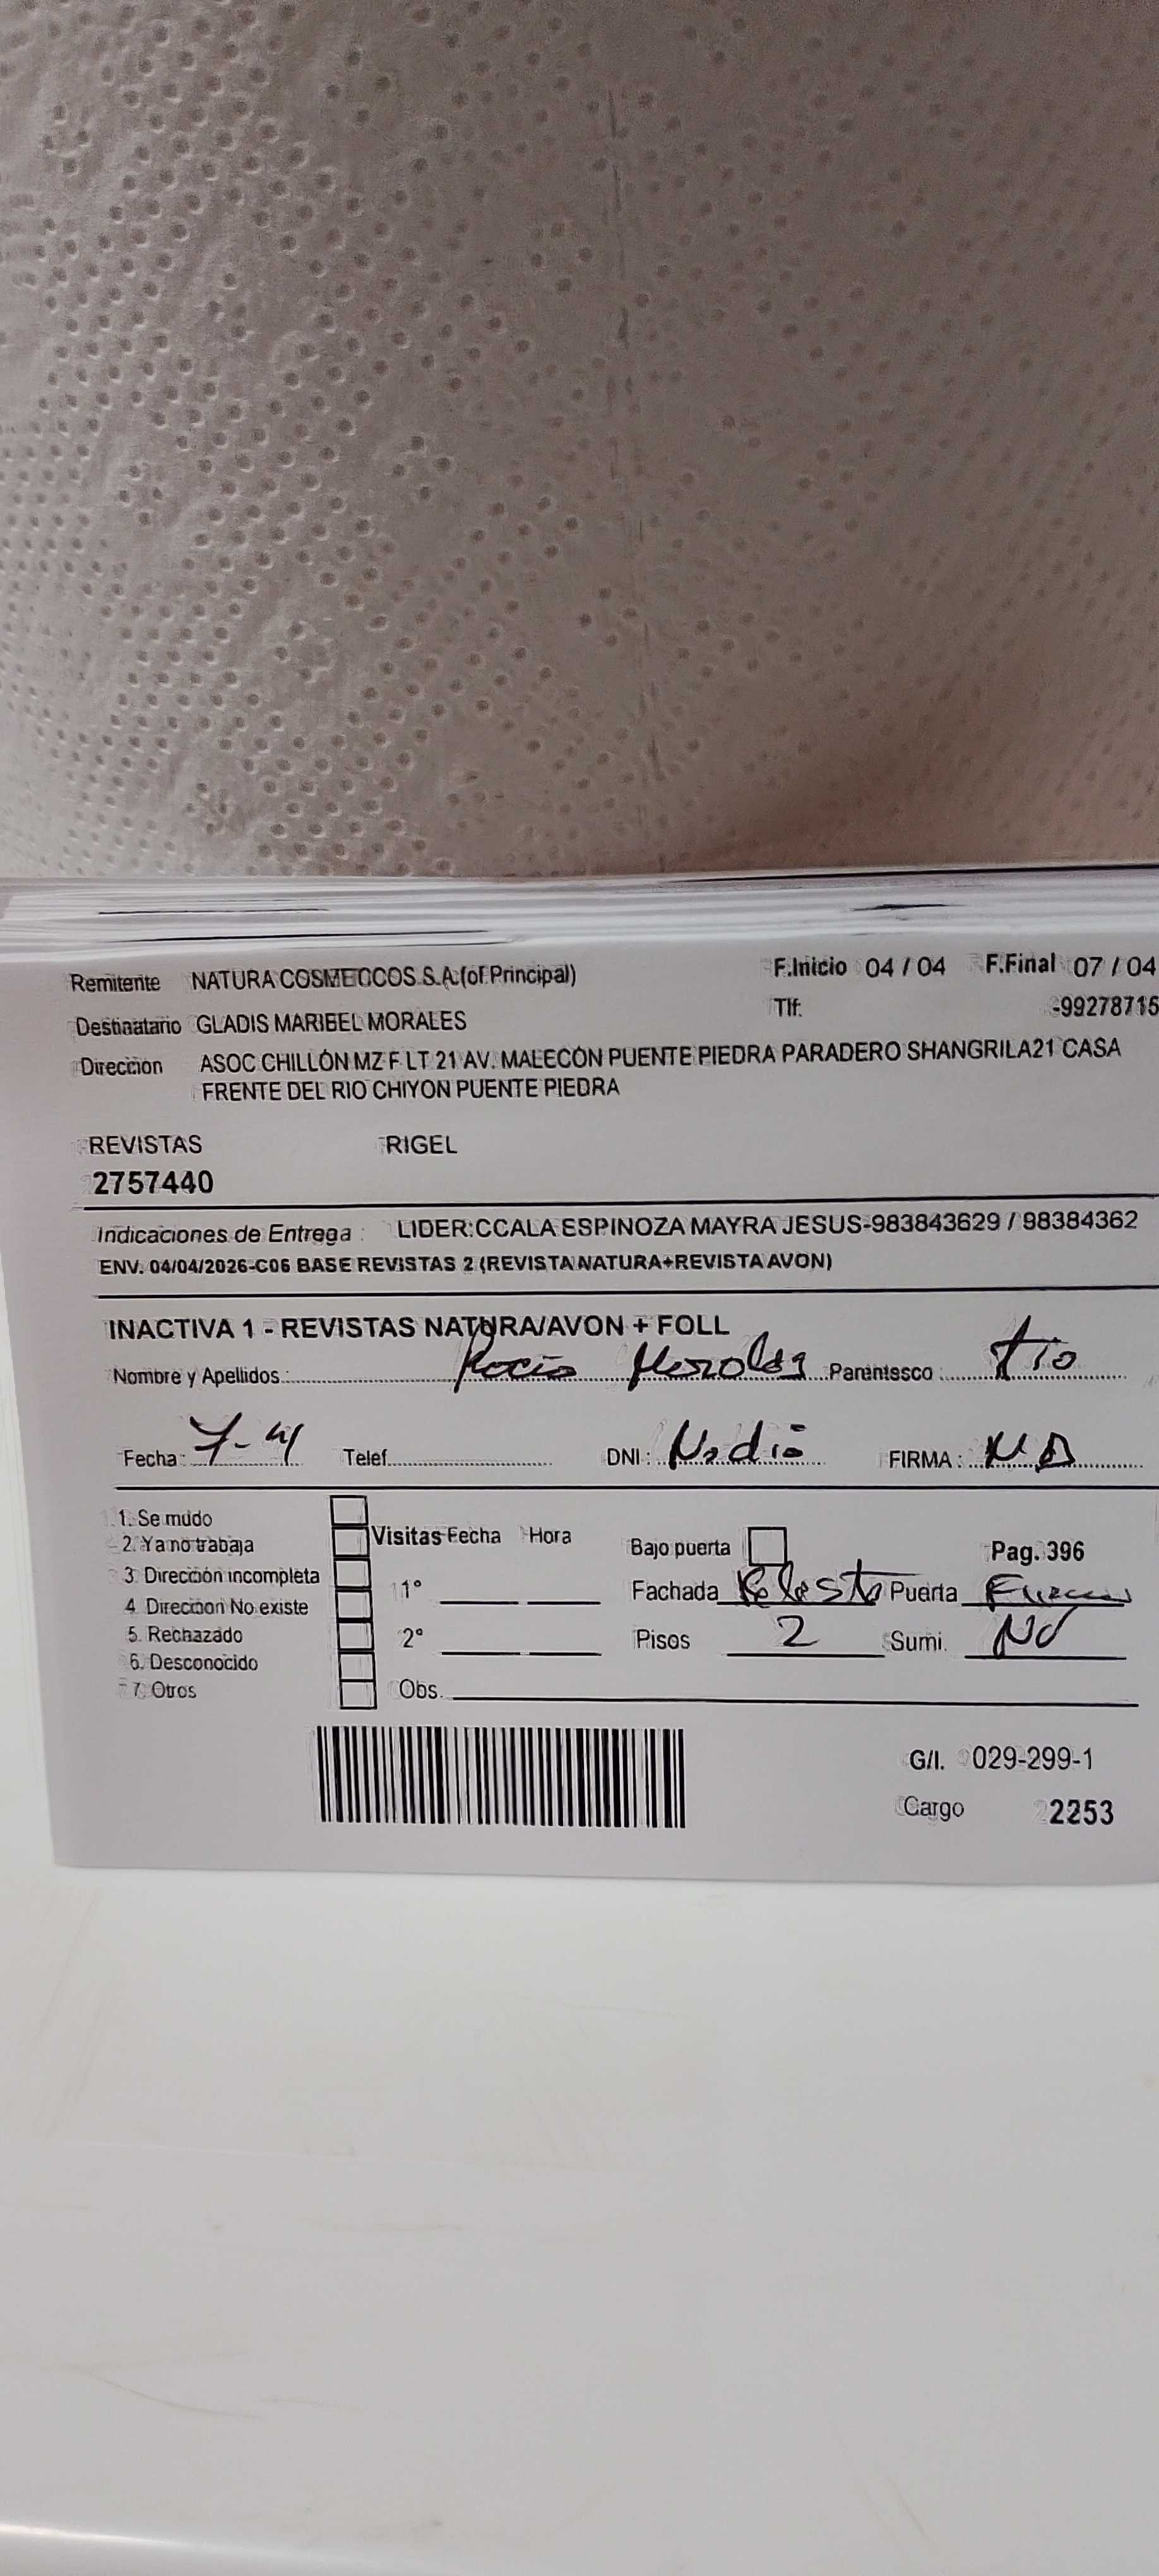 Remitente NATURA COSMECCOS S.A.(of.Principal) F.Inicio 04 / 04 F.Final 07 / 04
Destinatario GLADIS MARIBEL MORALES Tlf: -99278715
Dirección ASOC CHILLÓN MZ F LT 21 AV. MALECON PUENTE PIEDRA PARADERO SHANGRILA21 CASA
FRENTE DEL RIO CHIYON PUENTE PIEDRA
REVISTAS RIGEL
2757440
Indicaciones de Entrega : LIDER:CCALA ESPINOZA MAYRA JESUS-983843629 / 98384362
ENV. 04/04/2026-C06 BASE REVISTAS 2 (REVISTA NATURA+REVISTA AVON)
INACTIVA 1 - REVISTAS NATURA/AVON + FOLL
Nombre y Apellidos: Rocio Parentesco: tio
Fecha: 7-4 Telef. DNI: FIRMA:
1. Se mudo
2. Ya no trabaja Visitas Fecha Hora Bajo puerta Pag. 396
3 Dirección incompleta 1° Fachada Puerta
4 Direccion No existe
5. Rechazado 2° Pisos 2 Sumi. No
6. Desconocido
7. Otros Obs.
G/I. 029-299-1
Cargo 2253